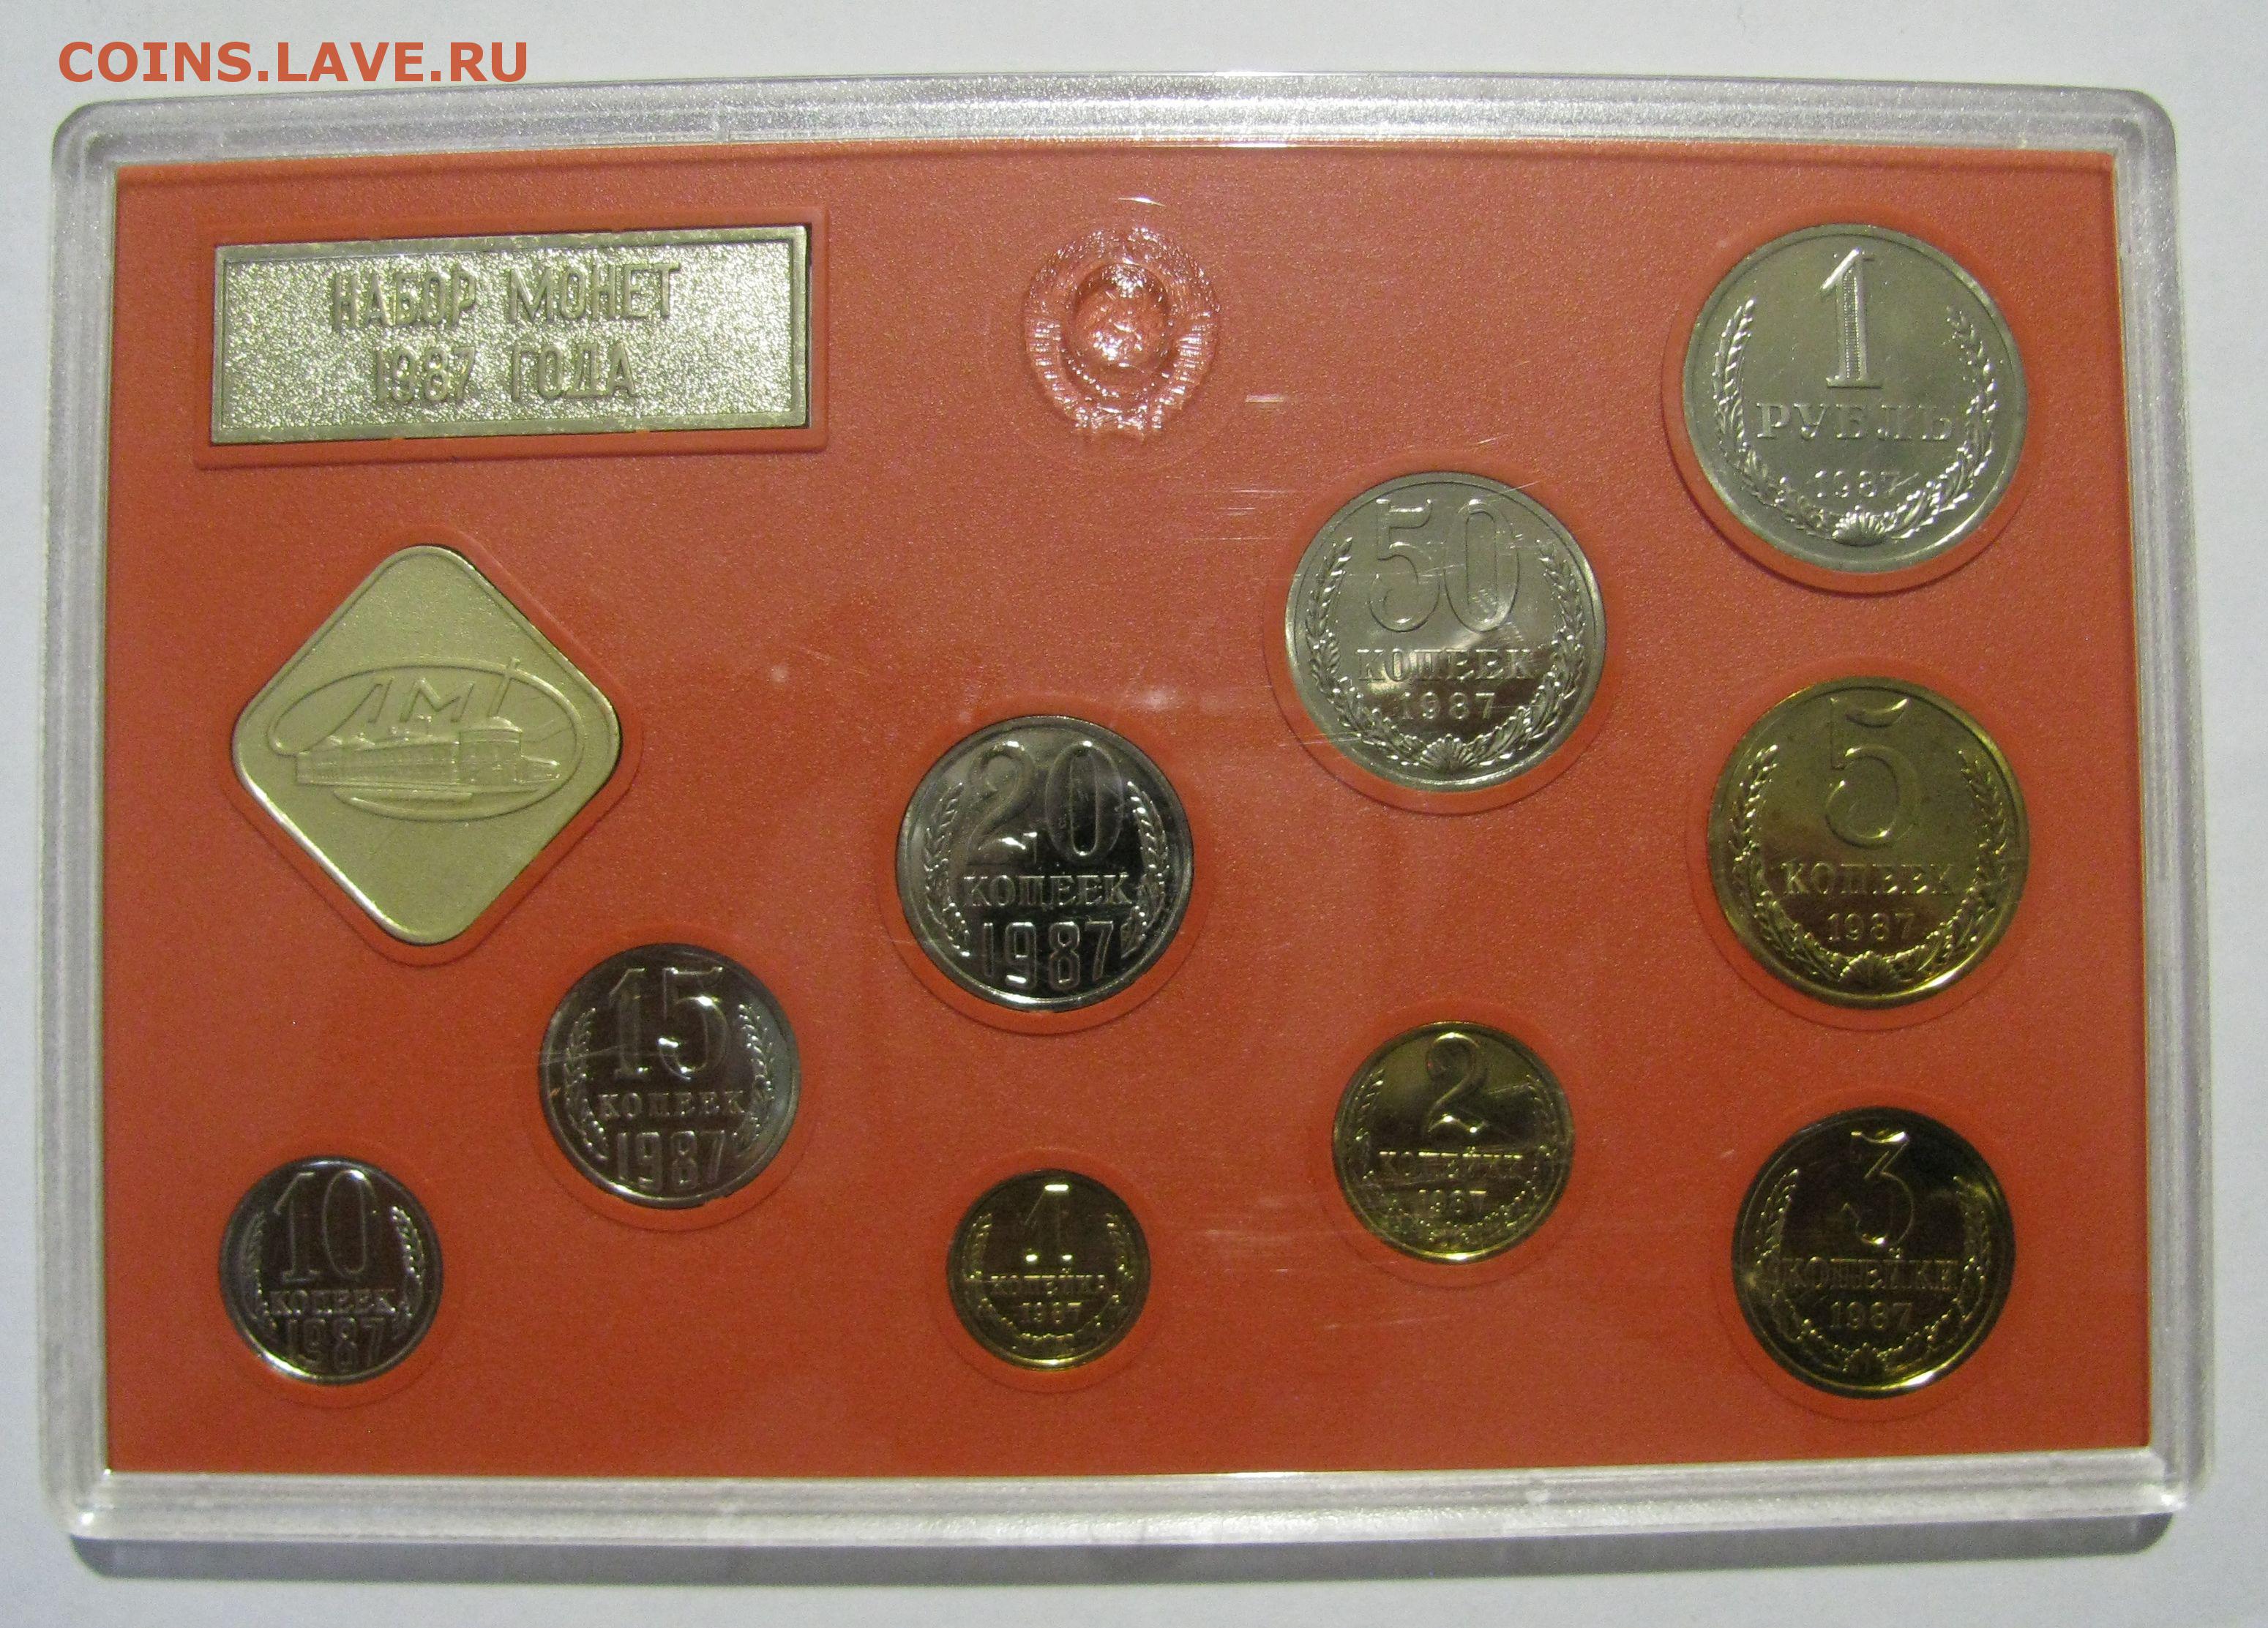 COINS.LAVE.RU
НАБОР МОНЕТ
1987 ГОДА
1
РУБЛЬ
1987
50
КОПЕЕК
1987
ЛМД
20
КОПЕЕК
1987
5
КОПЕЕК
1987
15
КОПЕЕК
1987
2
КОПЕЙКИ
1987
3
КОПЕЙКИ
1987
10
КОПЕЕК
1987
1
КОПЕЙКА
1987